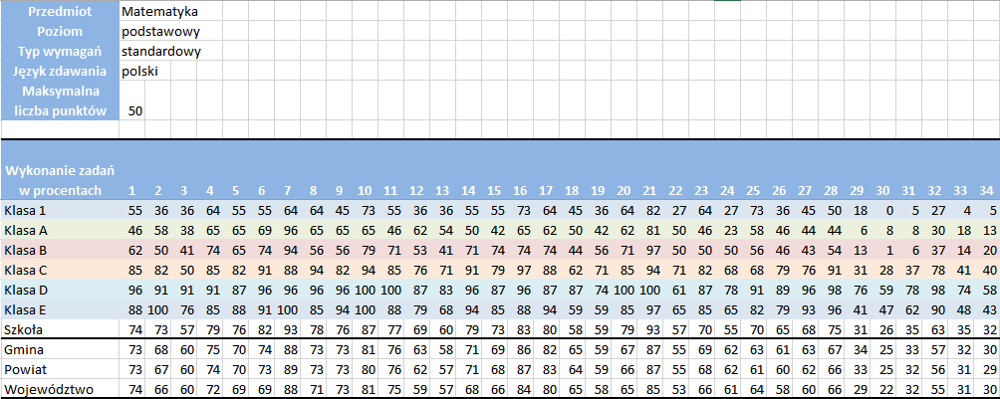 Przedmiot Matematyka
Poziom podstawowy
Typ wymagań standardowy
Język zdawania polski
Maksymalna
liczba punktów 50
Wykonanie zadań
w procentach 1 2 3 4 5 6 7 8 9 10 11 12 13 14 15 16 17 18 19 20 21 22 23 24 25 26 27 28 29 30 31 32 33 34
Klasa 1 55 36 36 64 55 55 64 64 45 73 55 36 36 55 55 73 64 45 36 64 82 27 64 27 73 36 45 50 18 0 5 27 4 5
Klasa A 46 58 38 65 65 69 96 65 65 65 46 62 54 50 42 65 62 50 42 62 81 50 46 23 58 46 44 44 6 8 8 30 18 13
Klasa B 62 50 41 74 65 74 94 56 56 79 71 53 41 71 56 74 74 44 56 71 97 50 50 50 56 46 43 54 13 1 6 37 14 20
Klasa C 85 82 50 85 82 91 88 94 82 94 85 76 71 91 79 97 88 62 71 85 94 71 82 68 68 79 76 91 31 28 37 78 41 40
Klasa D 96 91 91 91 87 96 96 96 96 100 100 87 83 96 87 96 87 87 74 100 100 61 87 78 91 89 96 98 76 59 78 98 74 58
Klasa E 88 100 76 85 88 91 100 85 94 100 88 79 68 94 85 88 94 59 59 85 97 65 85 65 82 79 93 96 41 47 62 90 48 43
Szkoła 74 73 57 79 76 82 93 78 76 87 77 69 60 79 73 83 80 58 59 79 93 57 70 55 70 65 68 75 31 26 35 63 35 32
Gmina 73 68 60 75 70 74 88 73 73 81 76 63 58 71 69 86 82 65 59 67 87 55 69 62 63 61 63 67 34 25 33 57 32 30
Powiat 73 67 60 74 70 73 89 73 73 80 76 62 57 71 68 87 83 64 59 66 87 55 68 62 61 60 62 66 33 25 32 56 31 29
Województwo 74 66 60 72 69 69 88 71 73 81 75 59 57 68 66 84 80 65 58 65 85 53 66 61 64 58 60 66 29 22 32 55 31 30